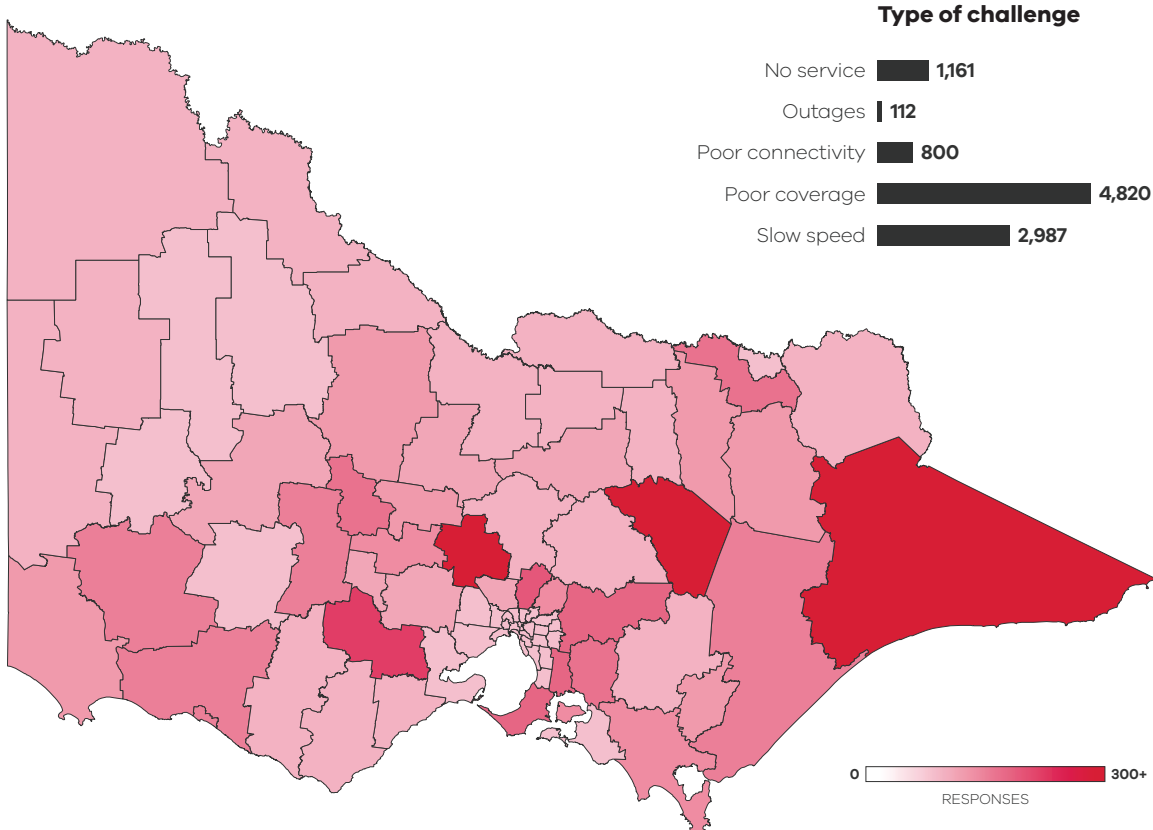 Type of challenge
No service 1,161
Outages 112
Poor connectivity 800
Poor coverage 4,820
Slow speed 2,987
0 300+
RESPONSES